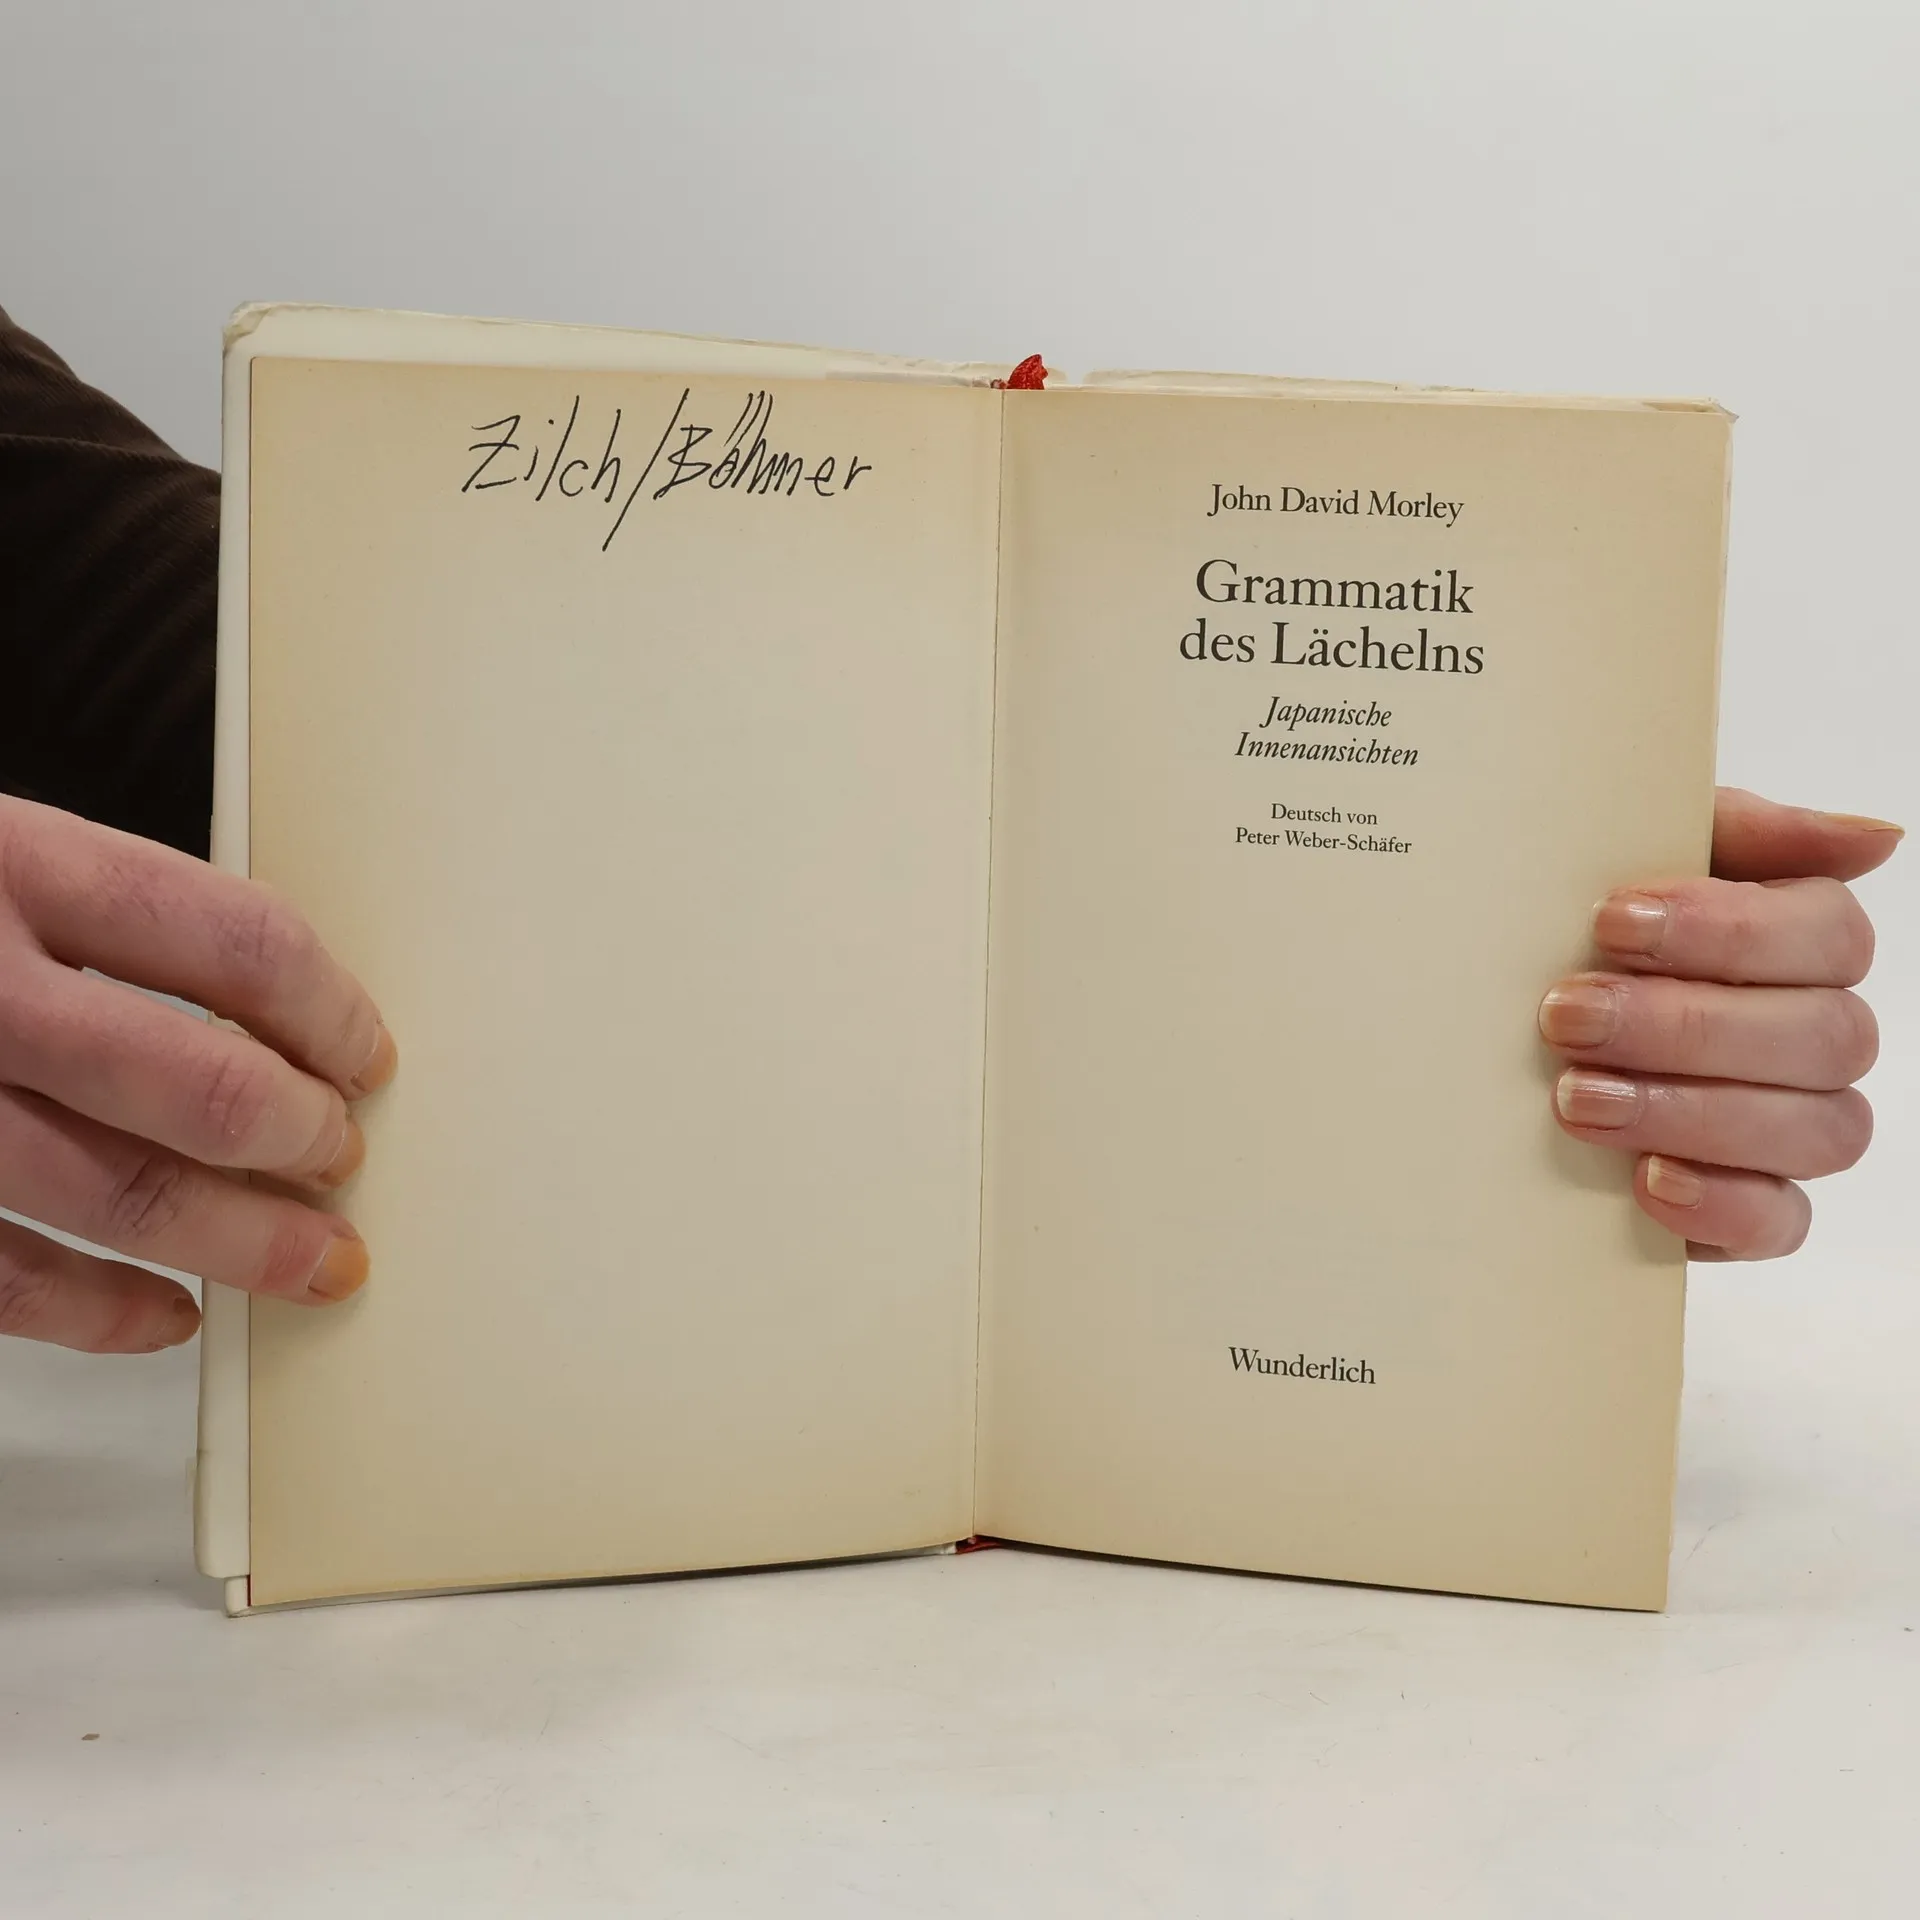 Zilch/Böhmer
John David Morley
Grammatik
des Lächelns
Japanische
Innenansichten
Deutsch von
Peter Weber-Schäfer
Wunderlich